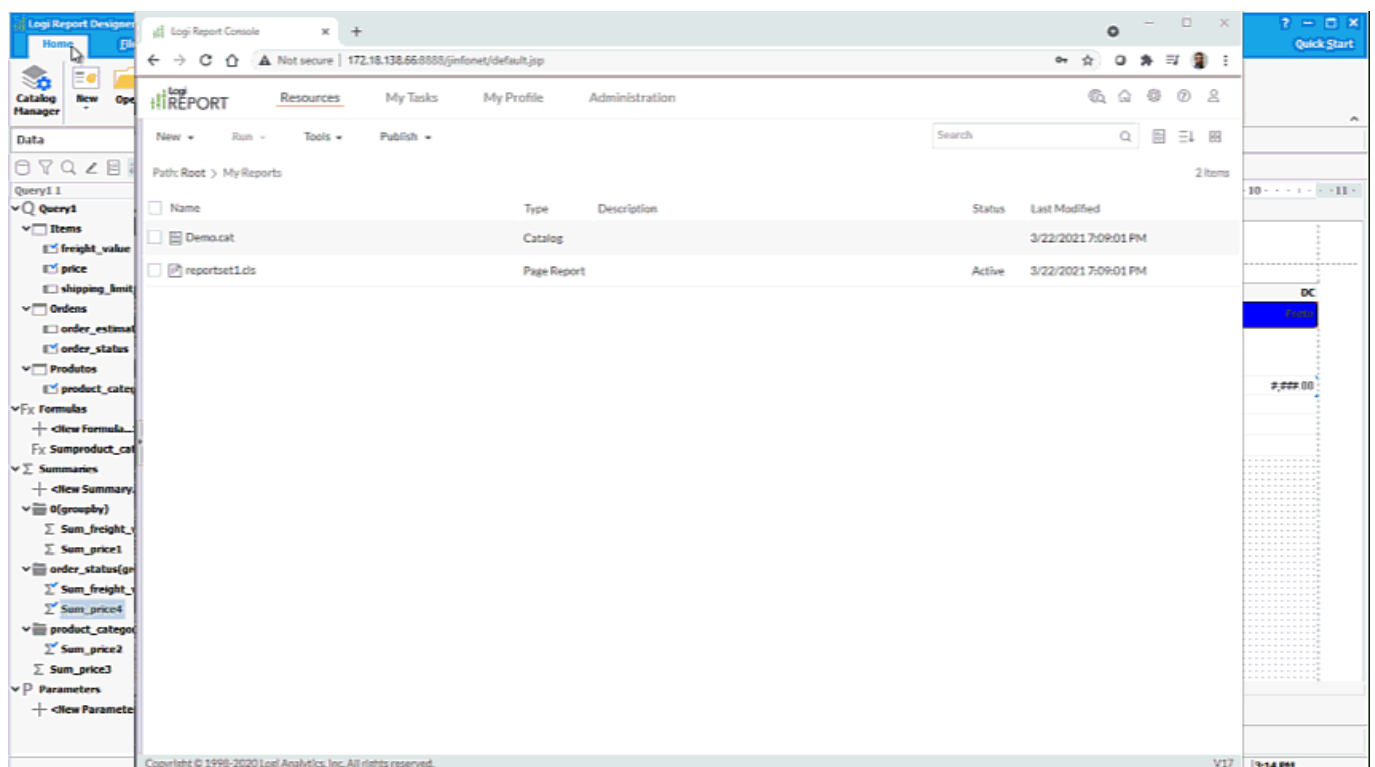 Logi Report Designer
Home
Quick Start
Catalog
Manager
New
Data
Query1 1
Query1
Items
freight_value
price
shipping_limit
Ordens
order_estimat
order_status
Produtos
product_categ
Formulas
<New Formula...
Sumproduct_cat
Summaries
<New Summary.
0(groupby)
Sum_freight_v
Sum_price1
order_status(gr
Sum_freight_v
Sum_price4
product_categor
Sum_price2
Sum_price3
Parameters
<New Paramete
Logi Report Console
Not secure | 172.18.138.66:8888/jinfonet/default.jsp
Logi
REPORT
Resources My Tasks My Profile Administration
New Run Tools Publish Search
Path: Root > My Reports 2 Items
Name Type Description Status Last Modified
Demo.cat Catalog 3/22/2021 7:09:01 PM
reportset1.cls Page Report Active 3/22/2021 7:09:01 PM
Copyright © 1998-2020 Logi Analytics, Inc. All rights reserved. V17
10 11
DC
#,###.00
3:14 PM